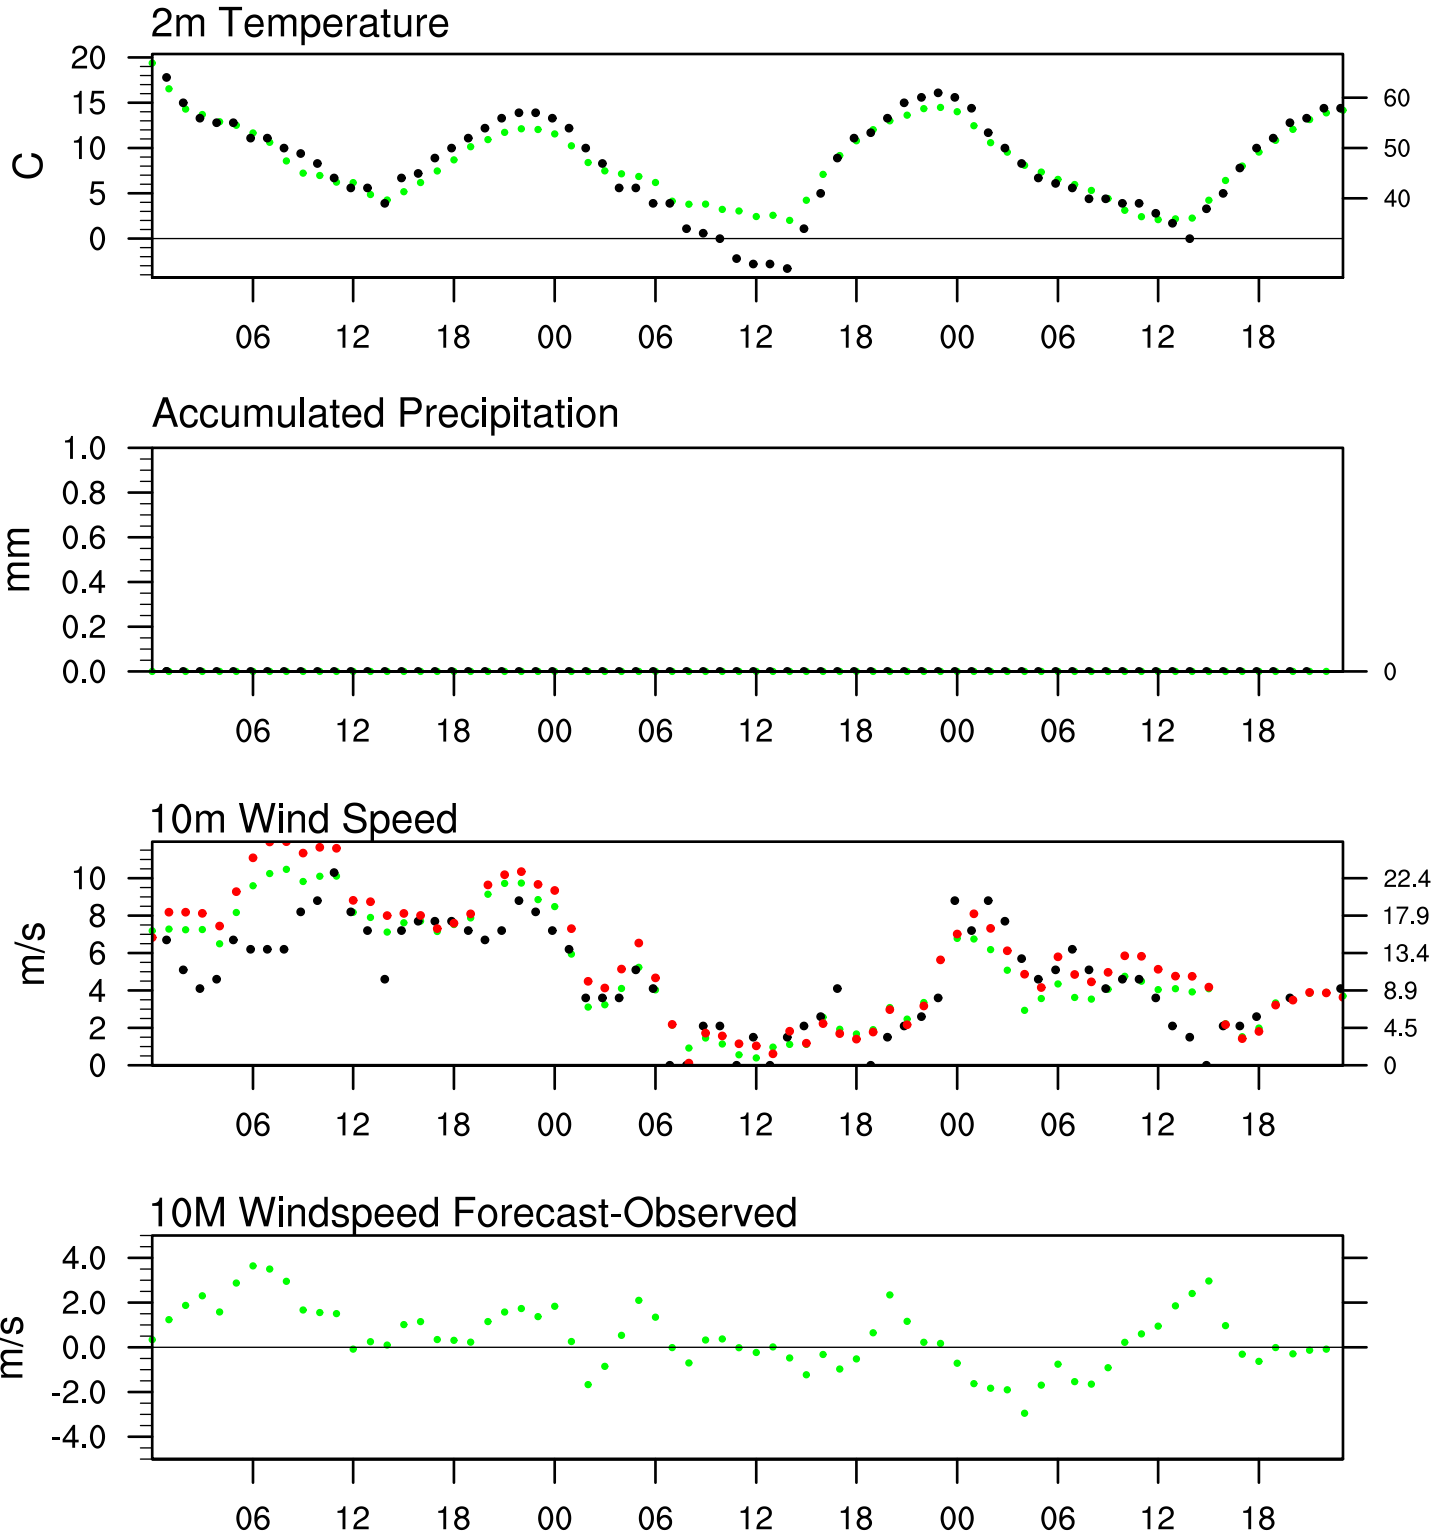 2m Temperature
20
15
10
5
0
C
60
50
40
06 12 18 00 06 12 18 00 06 12 18
Accumulated Precipitation
1.0
0.8
0.6
0.4
0.2
0.0
mm
0
06 12 18 00 06 12 18 00 06 12 18
10m Wind Speed
10
8
6
4
2
0
m/s
22.4
17.9
13.4
8.9
4.5
0
06 12 18 00 06 12 18 00 06 12 18
10M Windspeed Forecast-Observed
4.0
2.0
0.0
-2.0
-4.0
m/s
06 12 18 00 06 12 18 00 06 12 18